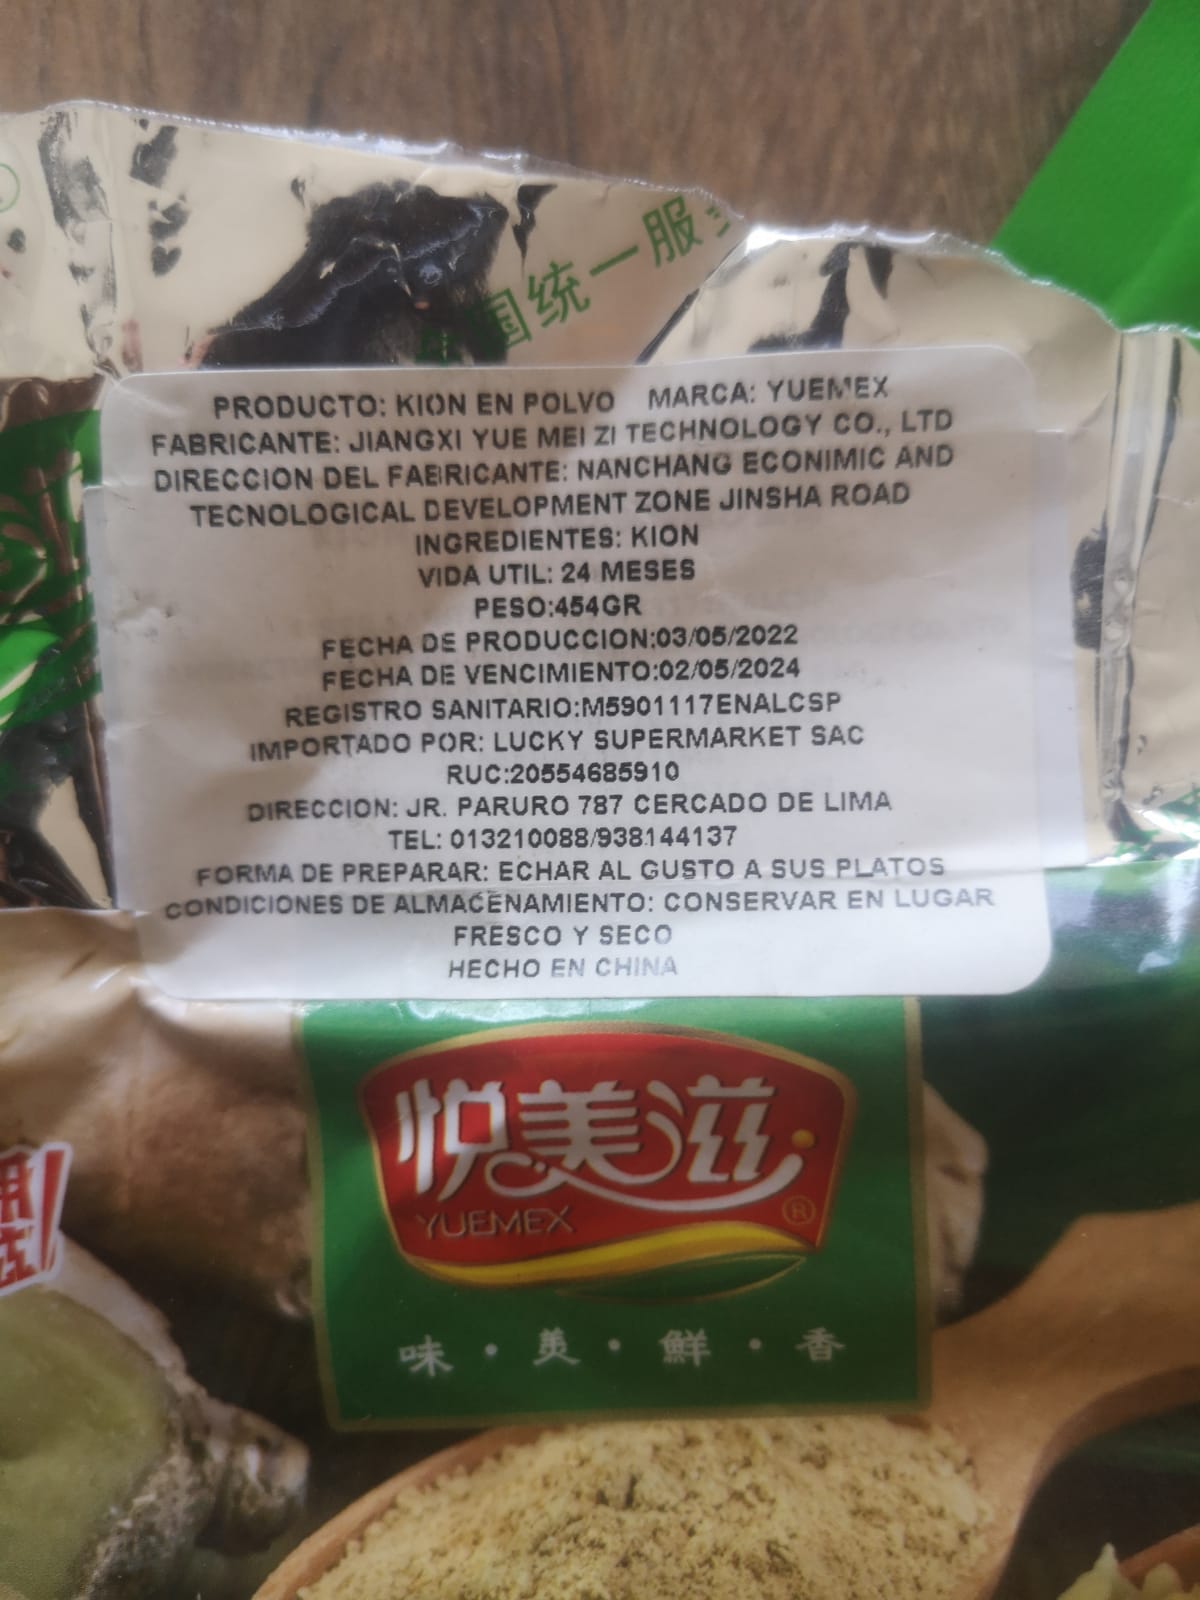 国统一服
PRODUCTO: KION EN POLVO MARCA: YUEMEX
FABRICANTE: JIANGXI YUE MEI ZI TECHNOLOGY CO., LTD
DIRECCION DEL FABRICANTE: NANCHANG ECONIMIC AND
TECNOLOGICAL DEVELOPMENT ZONE JINSHA ROAD
INGREDIENTES: KION
VIDA UTIL: 24 MESES
PESO:454GR
FECHA DE PRODUCCION:03/05/2022
FECHA DE VENCIMIENTO:02/05/2024
REGISTRO SANITARIO:M5901117ENALCSP
IMPORTADO POR: LUCKY SUPERMARKET SAC
RUC:20554685910
DIRECCION: JR. PARURO 787 CERCADO DE LIMA
TEL: 013210088/938144137
FORMA DE PREPARAR: ECHAR AL GUSTO A SUS PLATOS
CONDICIONES DE ALMACENAMIENTO: CONSERVAR EN LUGAR
FRESCO Y SECO
HECHO EN CHINA
悦美滋
YUEMEX ®
味·美·鲜·香